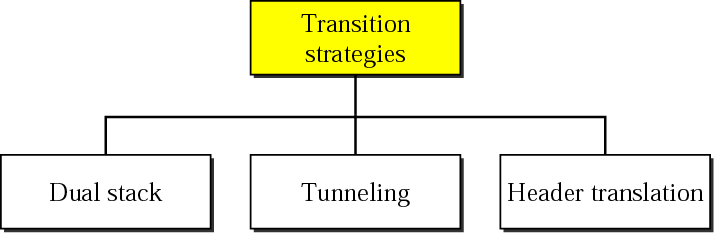 Transition
strategies
Dual stack
Tunneling
Header translation